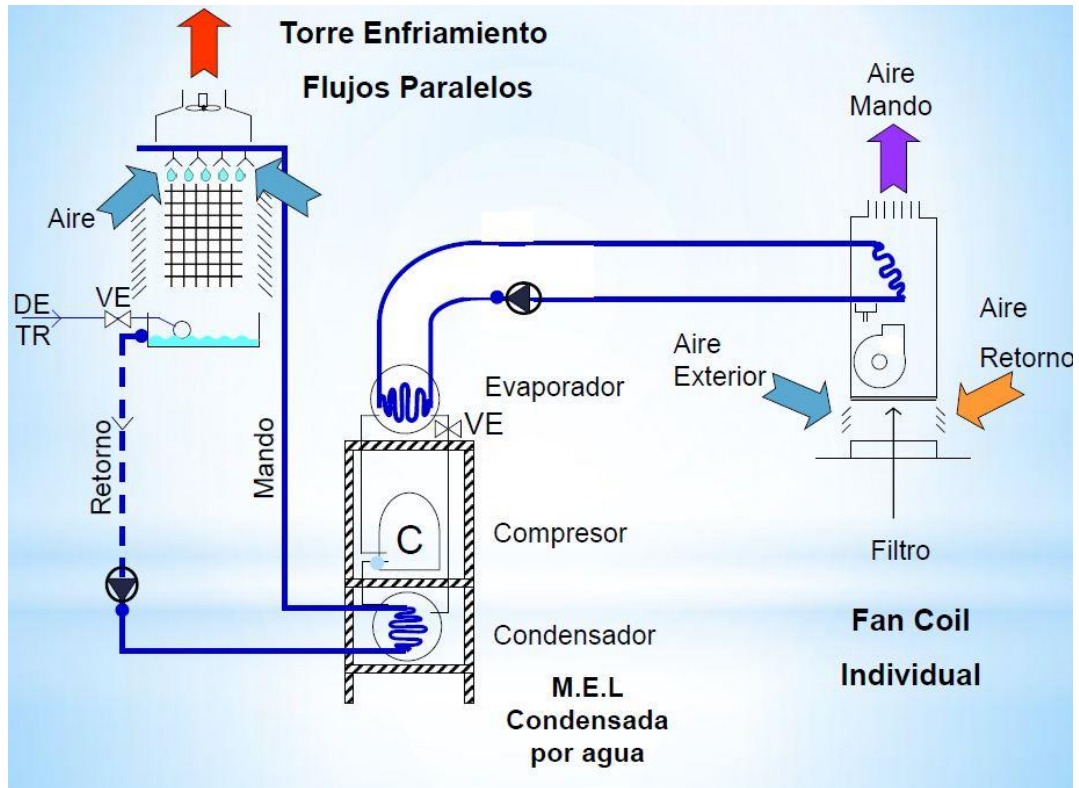 Torre Enfriamiento
Flujos Paralelos
Aire
Mando
Aire
DE
TR
VE
Retorno
Mando
Evaporador
VE
Aire
Exterior
Aire
Retorno
C
Compresor
Filtro
Condensador
Fan Coil
Individual
M.E.L
Condensada
por agua